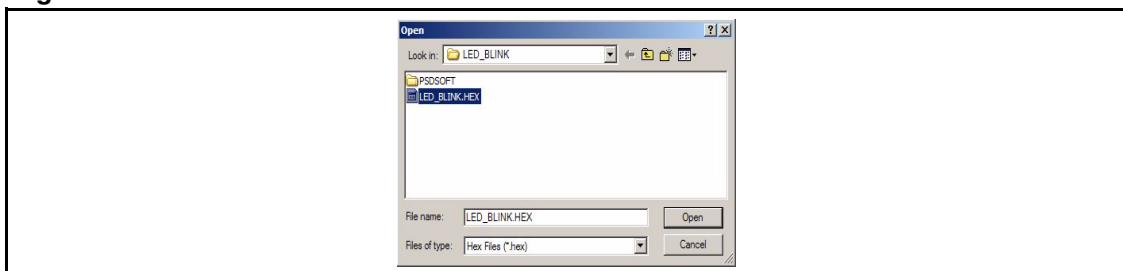 Open
Look in: LED_BLINK
PSDSOFT
LED_BLINK.HEX
File name: LED_BLINK.HEX Open
Files of type: Hex Files (*.hex) Cancel